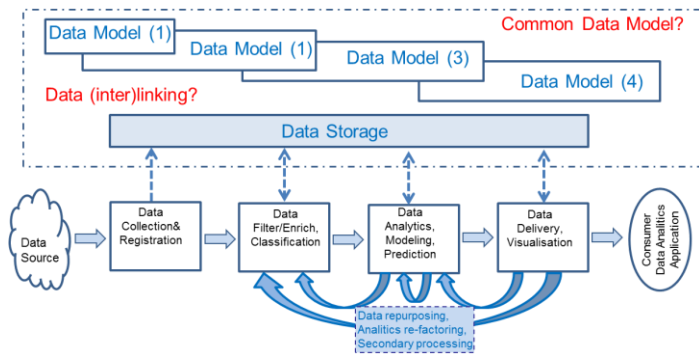 Common Data Model?
Data Model (1)
Data Model (1)
Data Model (3)
Data Model (4)
Data (inter)linking?
Data Storage
Data
Source
Data
Collection&
Registration
Data
Filter/Enrich,
Classification
Data
Analytics,
Modeling,
Prediction
Data
Delivery,
Visualisation
Consumer
Data Analitics
Application
Data repurposing,
Analitics re-factoring,
Secondary processing